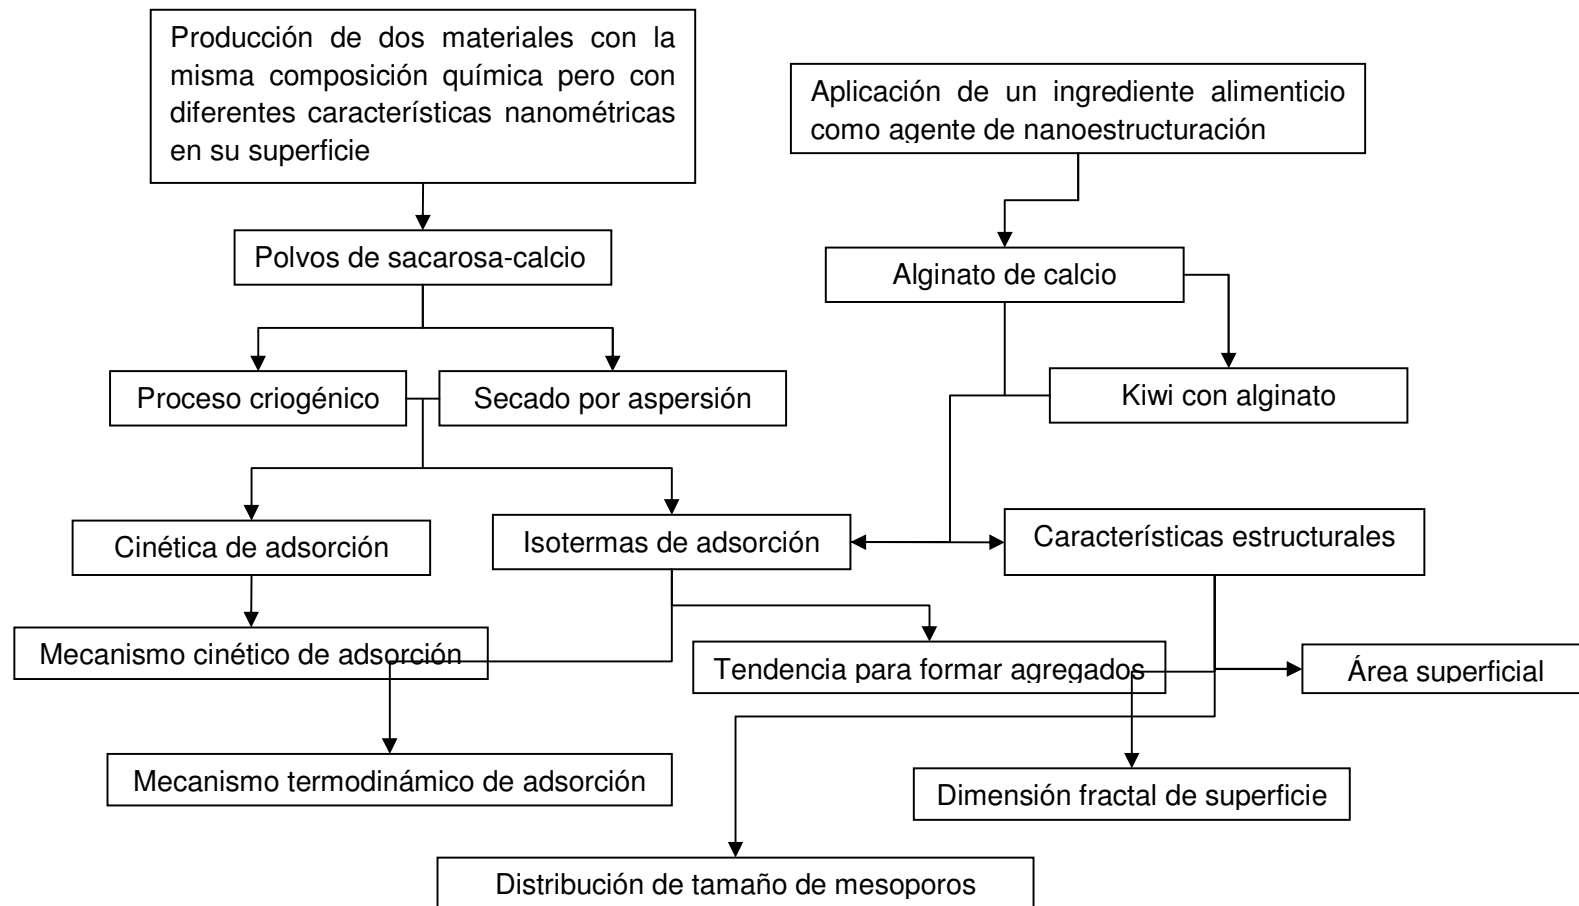 Producción de dos materiales con la
misma composición química pero con
diferentes características nanométricas
en su superficie
Aplicación de un ingrediente alimenticio
como agente de nanoestructuración
Polvos de sacarosa-calcio
Alginato de calcio
Proceso criogénico
Secado por aspersión
Kiwi con alginato
Cinética de adsorción
Isotermas de adsorción
Características estructurales
Mecanismo cinético de adsorción
Tendencia para formar agregados
Área superficial
Mecanismo termodinámico de adsorción
Dimensión fractal de superficie
Distribución de tamaño de mesoporos